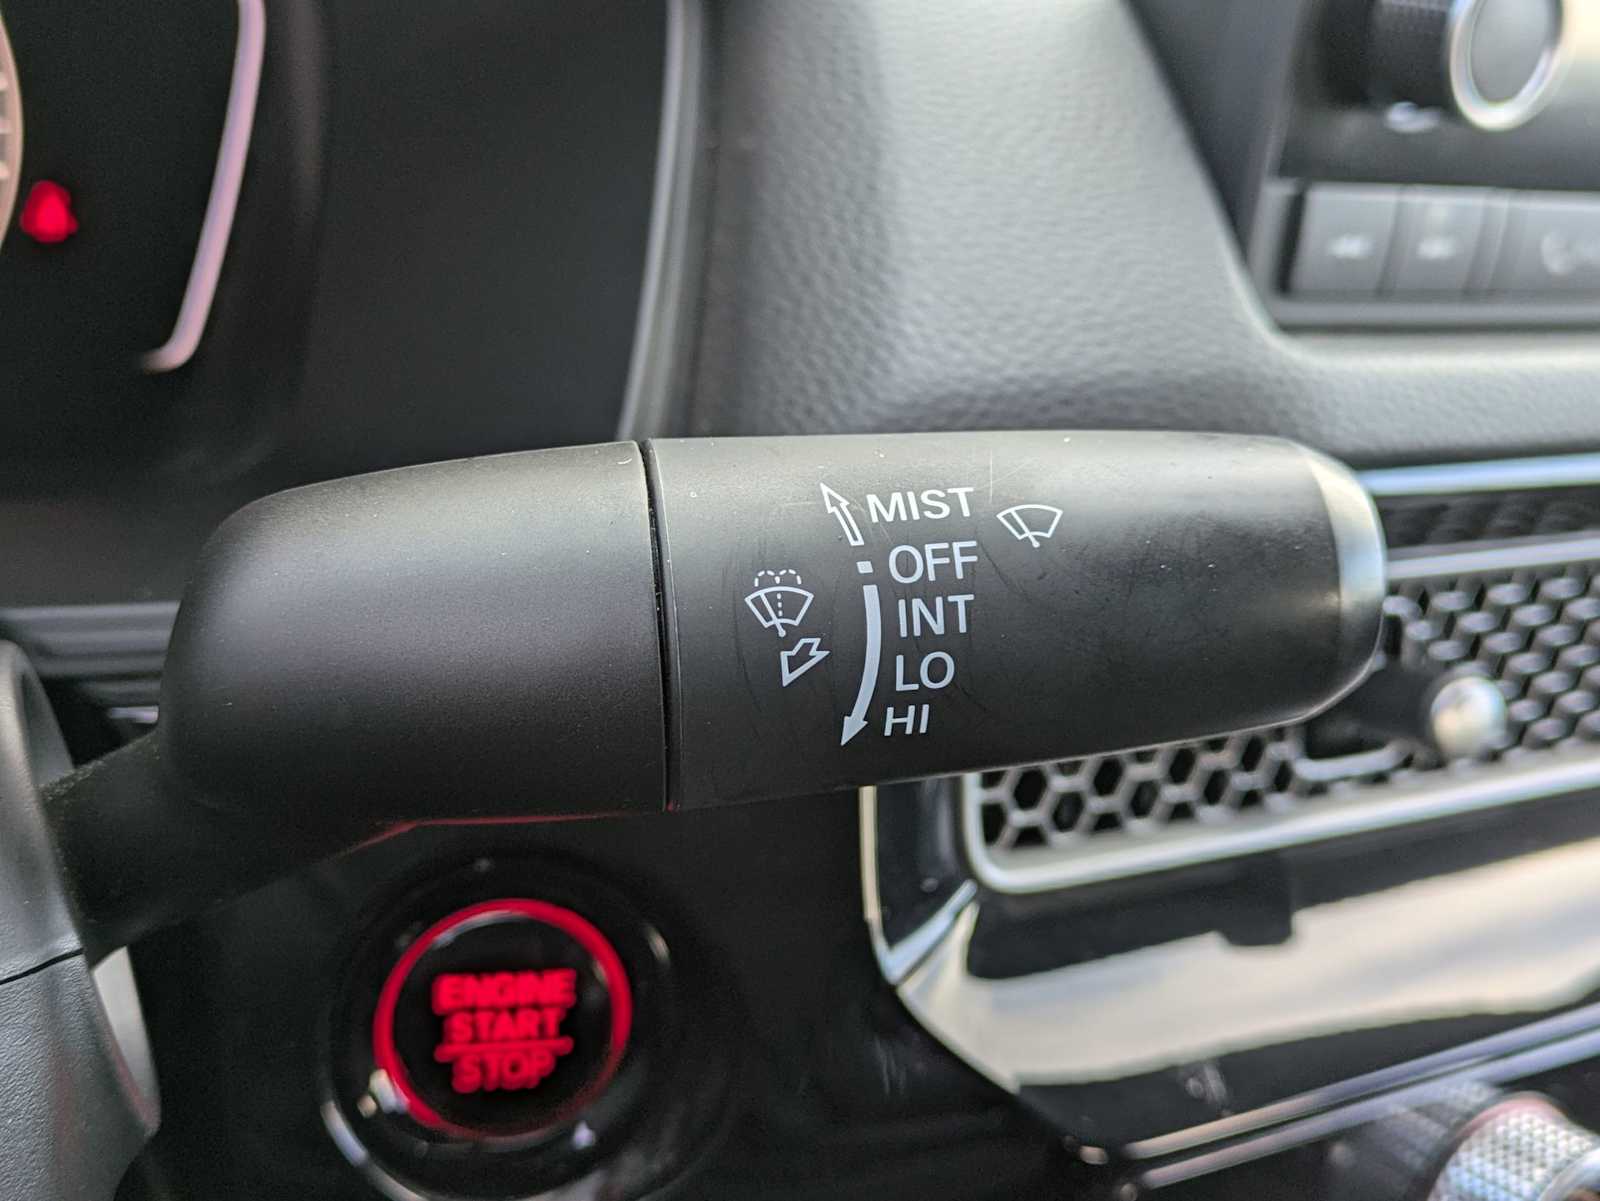 MIST
OFF
INT
LO
HI
ENGINE
START
STOP